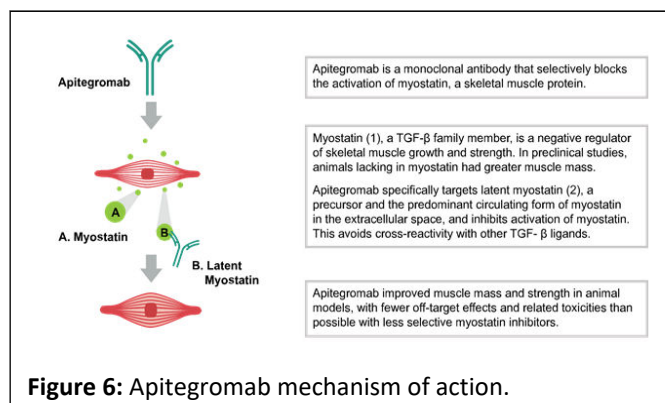 Apitegromab
Apitegromab is a monoclonal antibody that selectively blocks
the activation of myostatin, a skeletal muscle protein.
Myostatin (1), a TGF-β family member, is a negative regulator
of skeletal muscle growth and strength. In preclinical studies,
animals lacking in myostatin had greater muscle mass.
Apitegromab specifically targets latent myostatin (2), a
precursor and the predominant circulating form of myostatin
in the extracellular space, and inhibits activation of myostatin.
This avoids cross-reactivity with other TGF- β ligands.
A
B
A. Myostatin
B. Latent
Myostatin
Apitegromab improved muscle mass and strength in animal
models, with fewer off-target effects and related toxicities than
possible with less selective myostatin inhibitors.
Figure 6: Apitegromab mechanism of action.